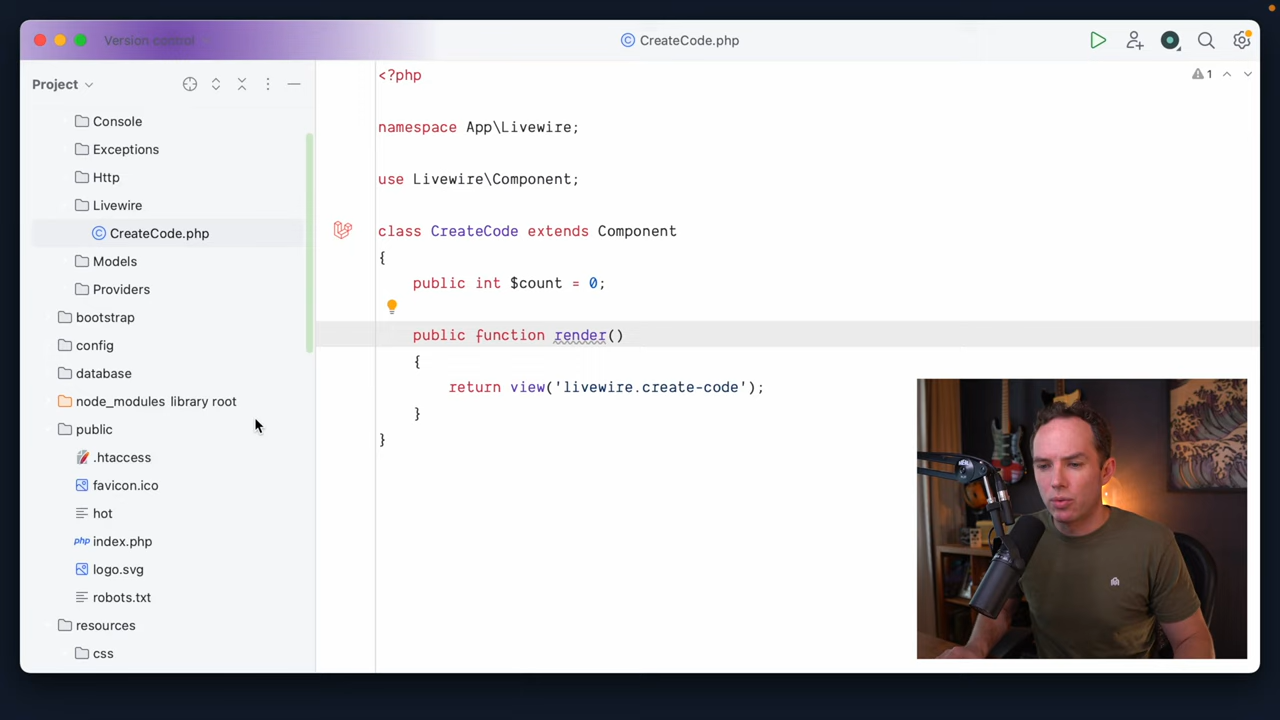 Version control
CreateCode.php
Project
Console
Exceptions
Http
Livewire
CreateCode.php
Models
Providers
bootstrap
config
database
node_modules library root
public
.htaccess
favicon.ico
hot
php index.php
logo.svg
robots.txt
resources
css
<?php
1
namespace App\Livewire;
use Livewire\Component;
class CreateCode extends Component
{
public int $count = 0;
public function render()
{
return view('livewire.create-code');
}
}